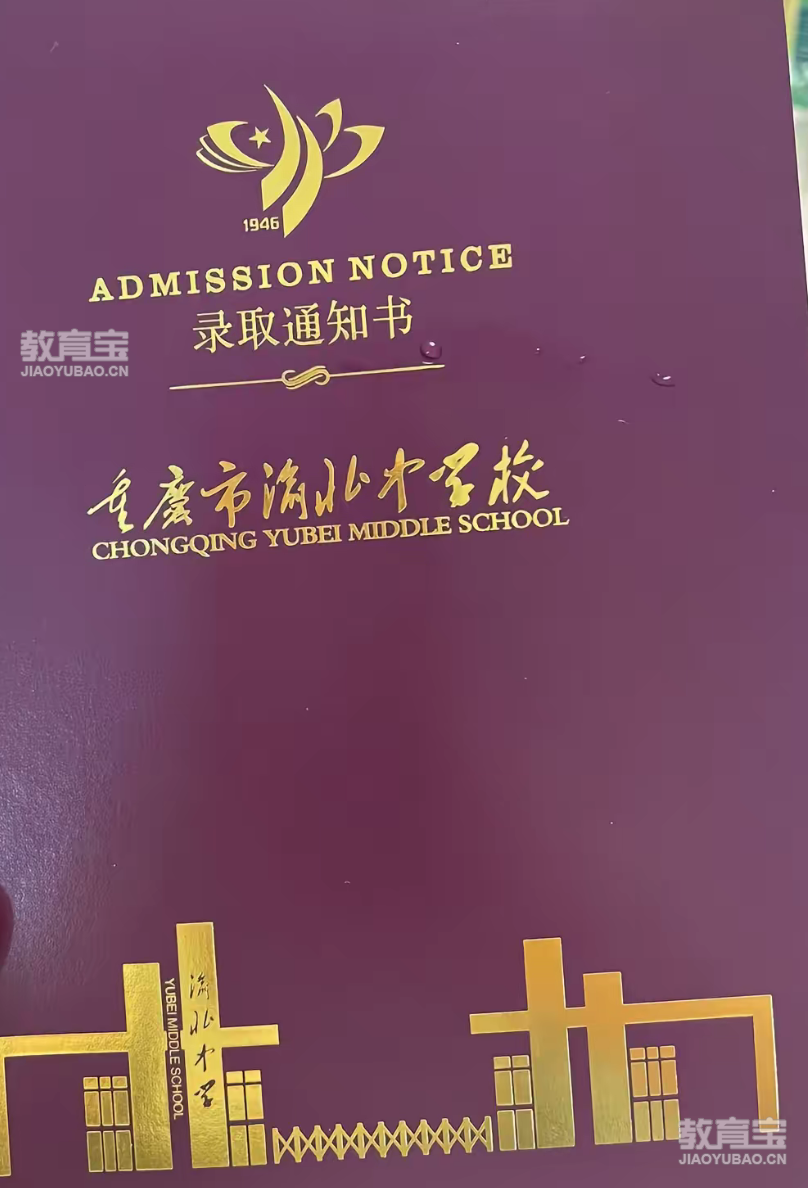 1946
ADMISSION NOTICE
录取通知书
教育宝
JIAOYUBAO.CN
重庆市渝北中学校
CHONGQING YUBEI MIDDLE SCHOOL
渝北中学
YUBEI MIDDLE SCHOOL
教育宝
JIAOYUBAO.CN